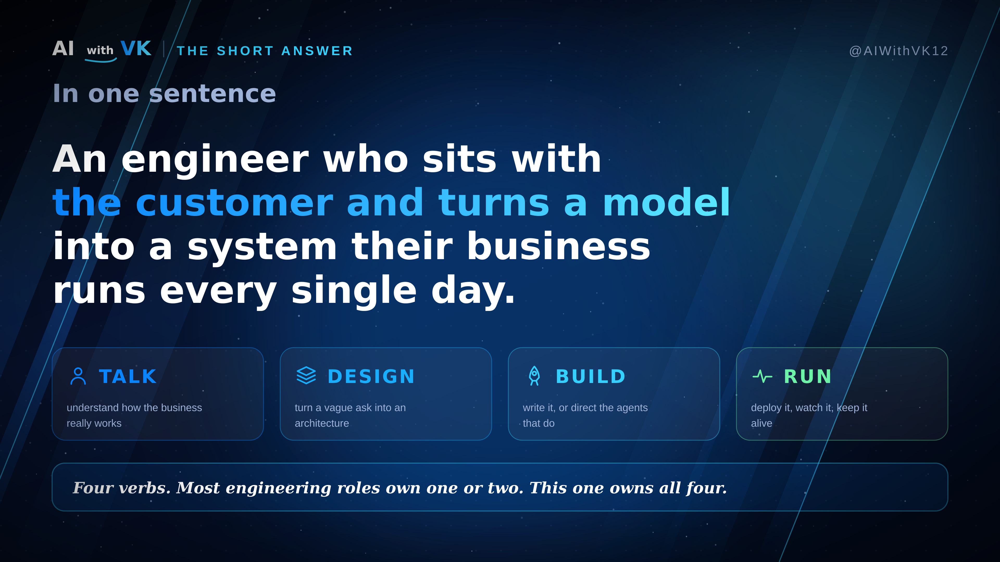 AI with VK | THE SHORT ANSWER
@AIWithVK12
In one sentence
An engineer who sits with
the customer and turns a model
into a system their business
runs every single day.
TALK
understand how the business
really works
DESIGN
turn a vague ask into an
architecture
BUILD
write it, or direct the agents
that do
RUN
deploy it, watch it, keep it
alive
Four verbs. Most engineering roles own one or two. This one owns all four.